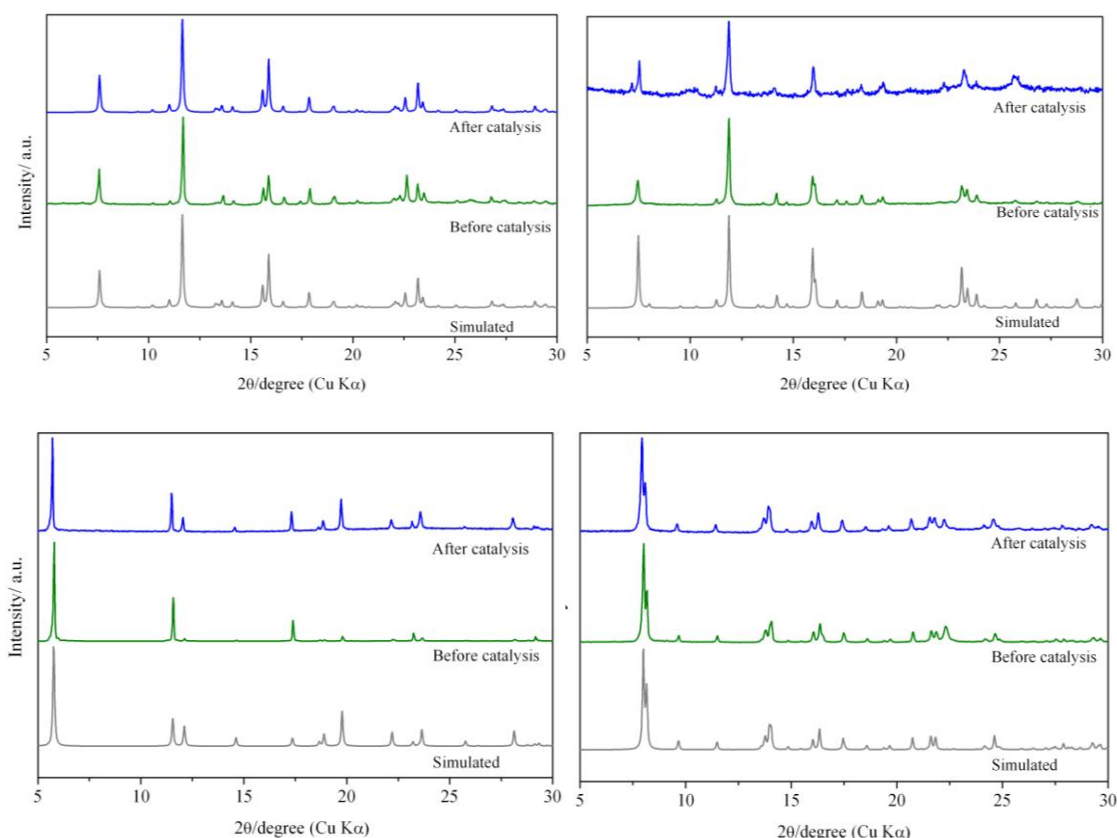 Intensity/ a.u.
After catalysis
Before catalysis
Simulated
5 10 15 20 25 30
2θ/degree (Cu Kα)
After catalysis
Before catalysis
Simulated
5 10 15 20 25 30
2θ/degree (Cu Kα)
Intensity/ a.u.
After catalysis
Before catalysis
Simulated
5 10 15 20 25 30
2θ/degree (Cu Kα)
After catalysis
Before catalysis
Simulated
5 10 15 20 25 30
2θ/degree (Cu Kα)